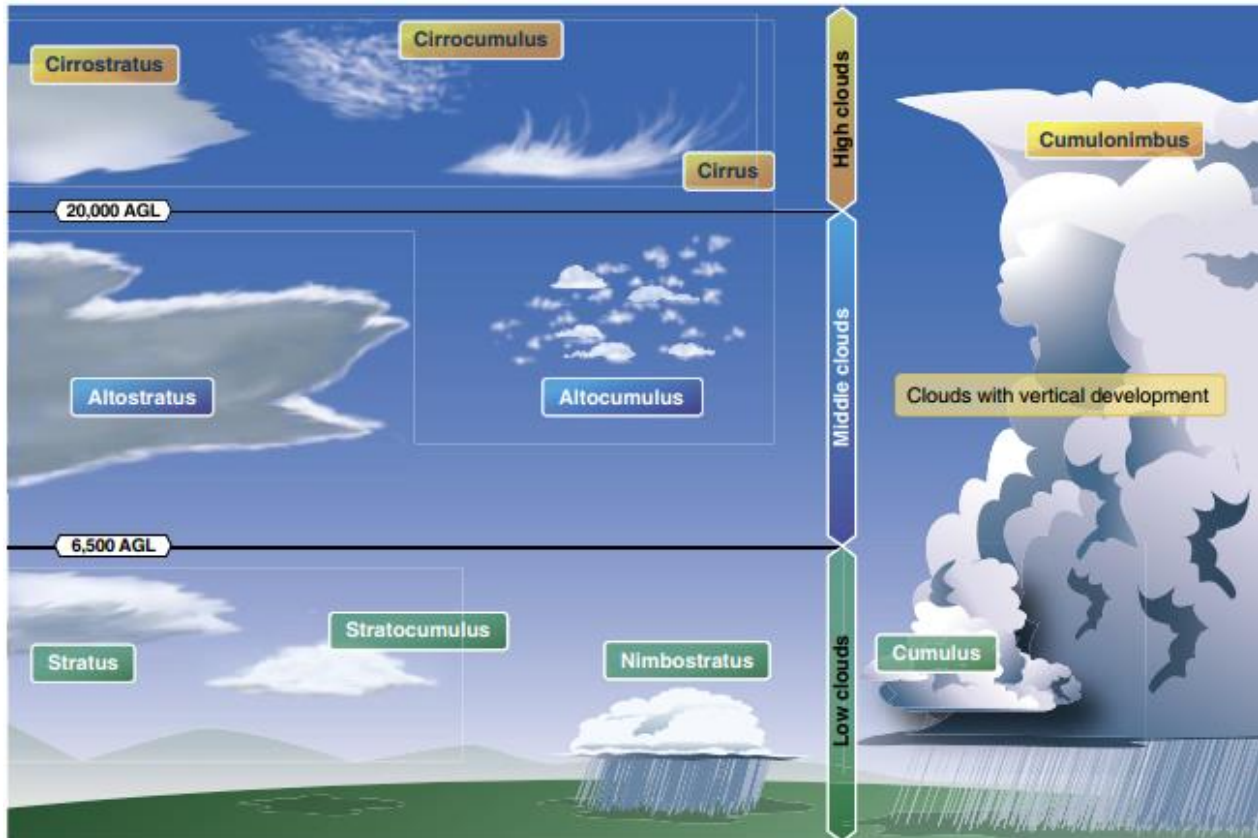 Cirrostratus
Cirrocumulus
Cirrus
High clouds
Cumulonimbus
20,000 AGL
Altostratus
Altocumulus
Middle clouds
Clouds with vertical development
6,500 AGL
Stratus
Stratocumulus
Nimbostratus
Low clouds
Cumulus